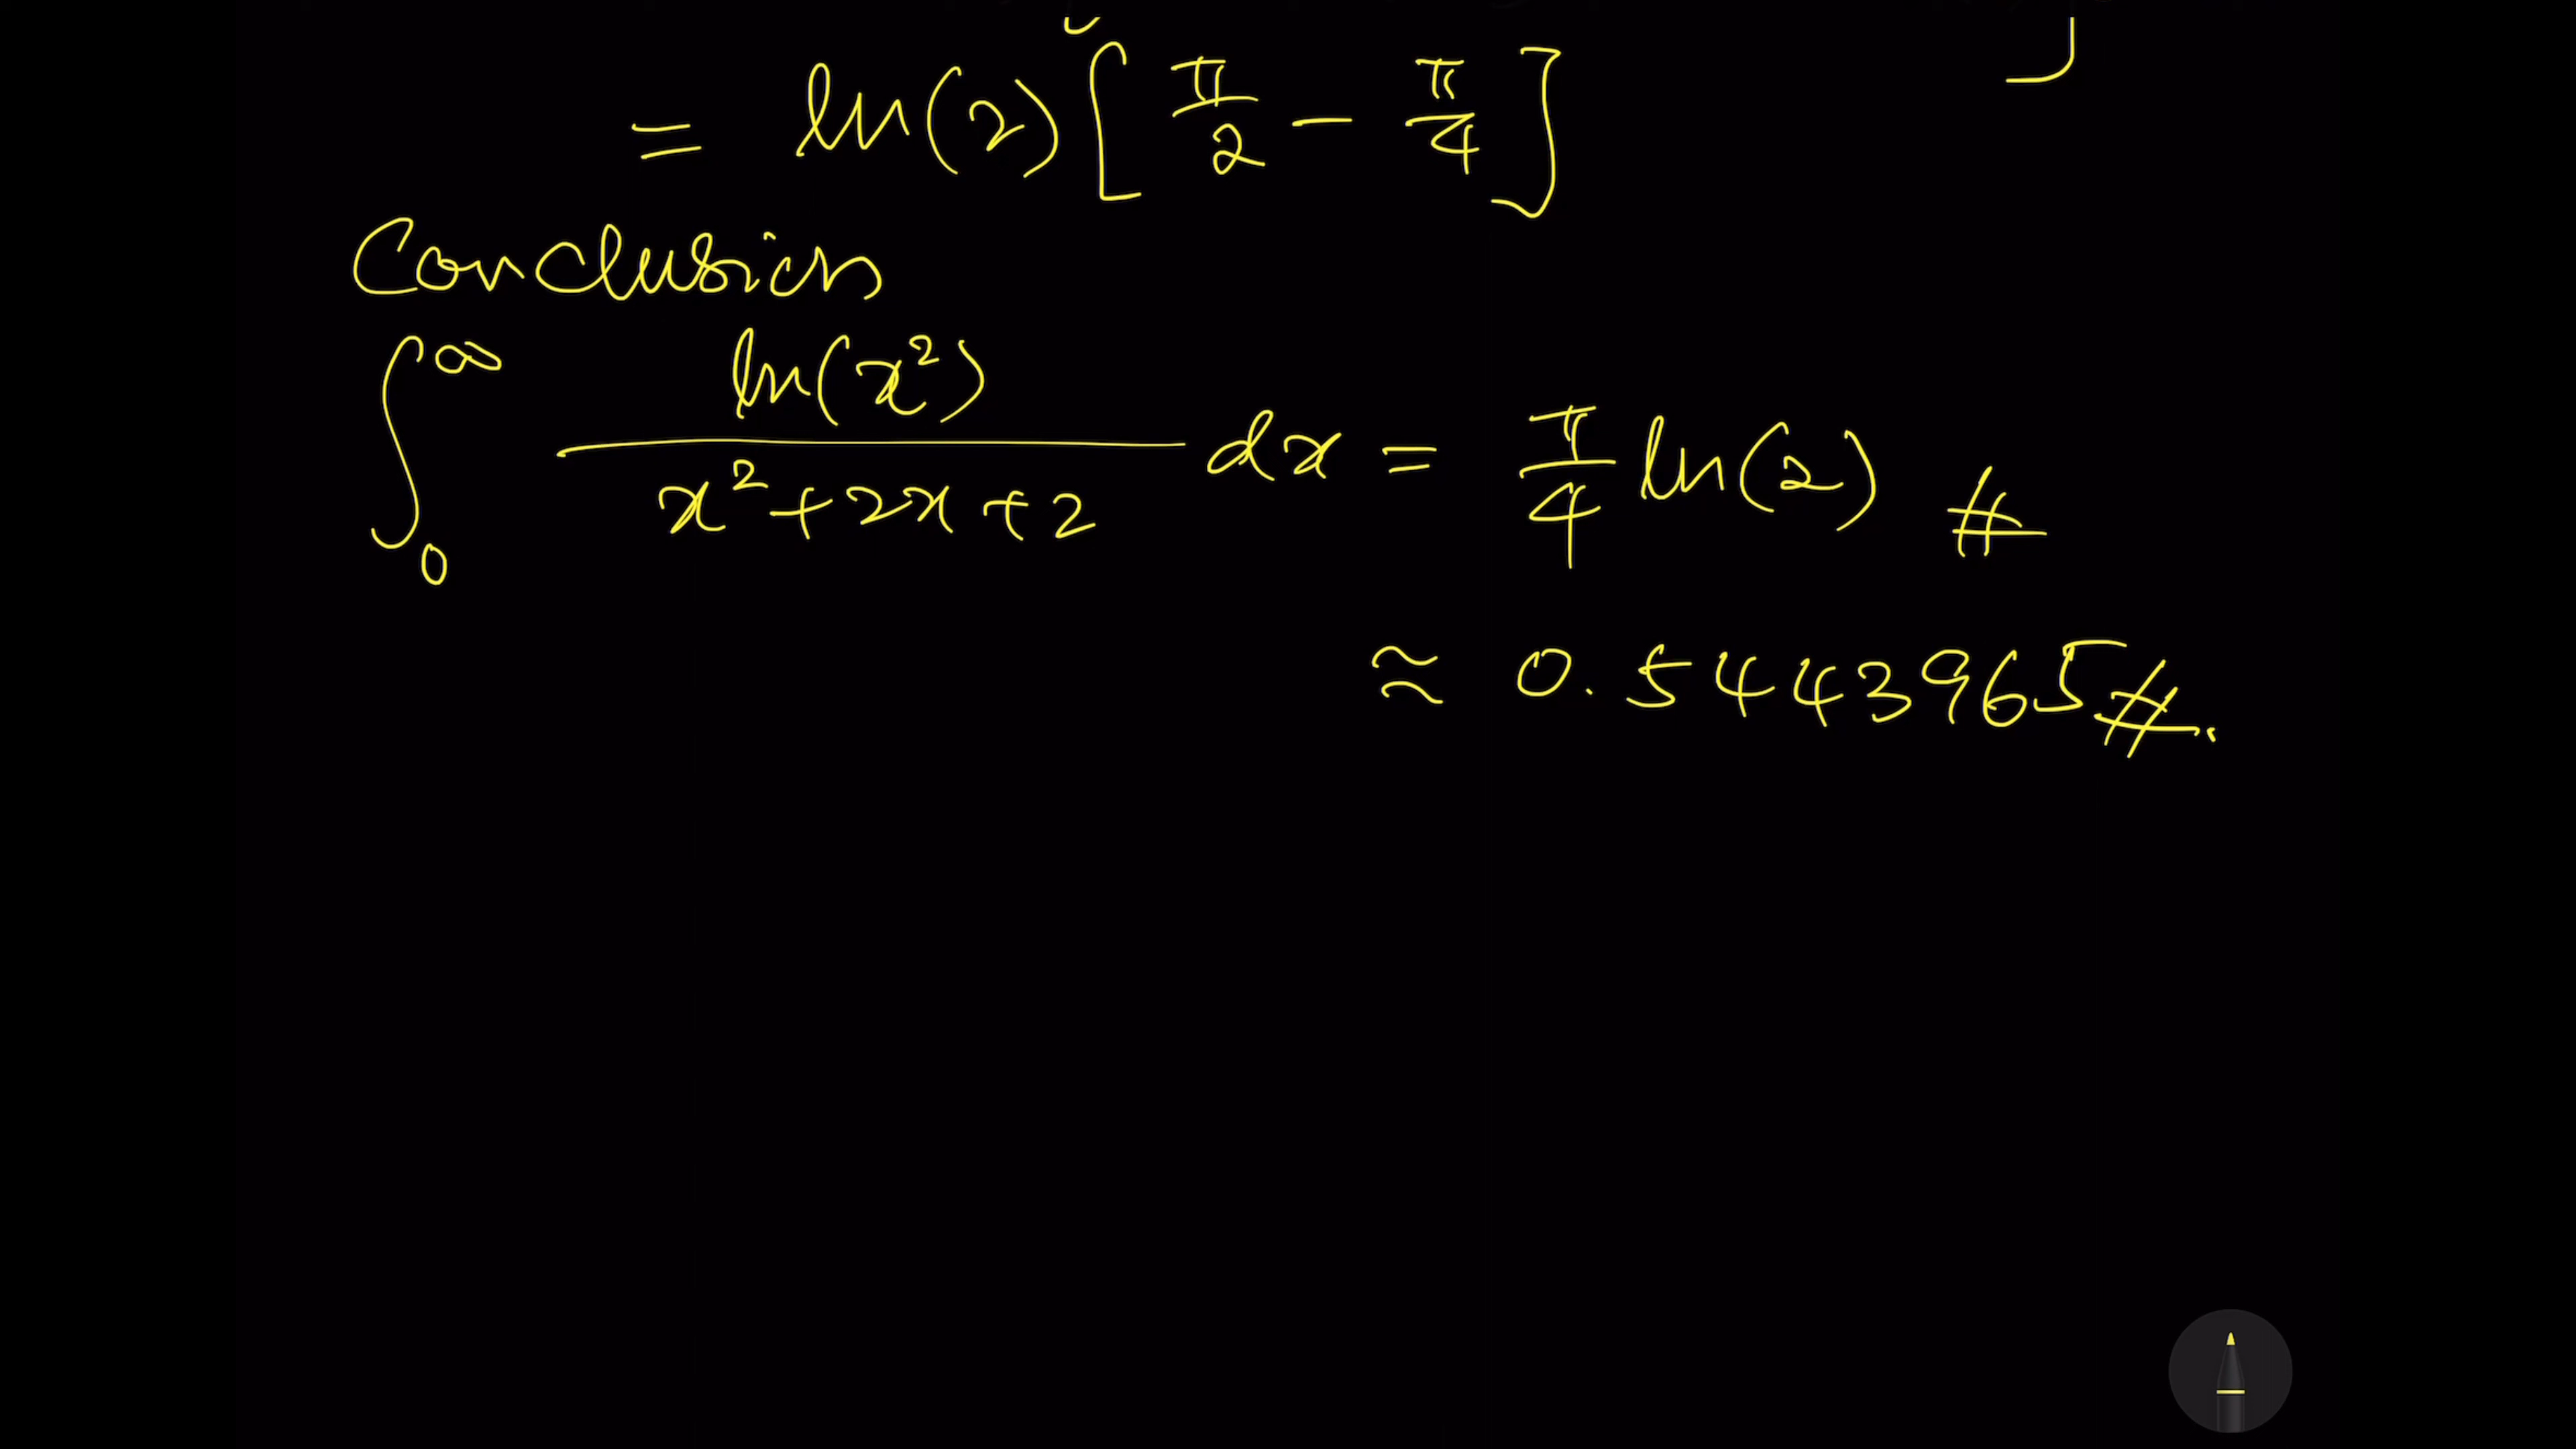 = ln(2) [ π/2 − π/4 ]
Conclusion
∫₀^∞ ln(x²) / (x² + 2x + 2) dx = π/4 ln(2) #
≈ 0.5443965 #.